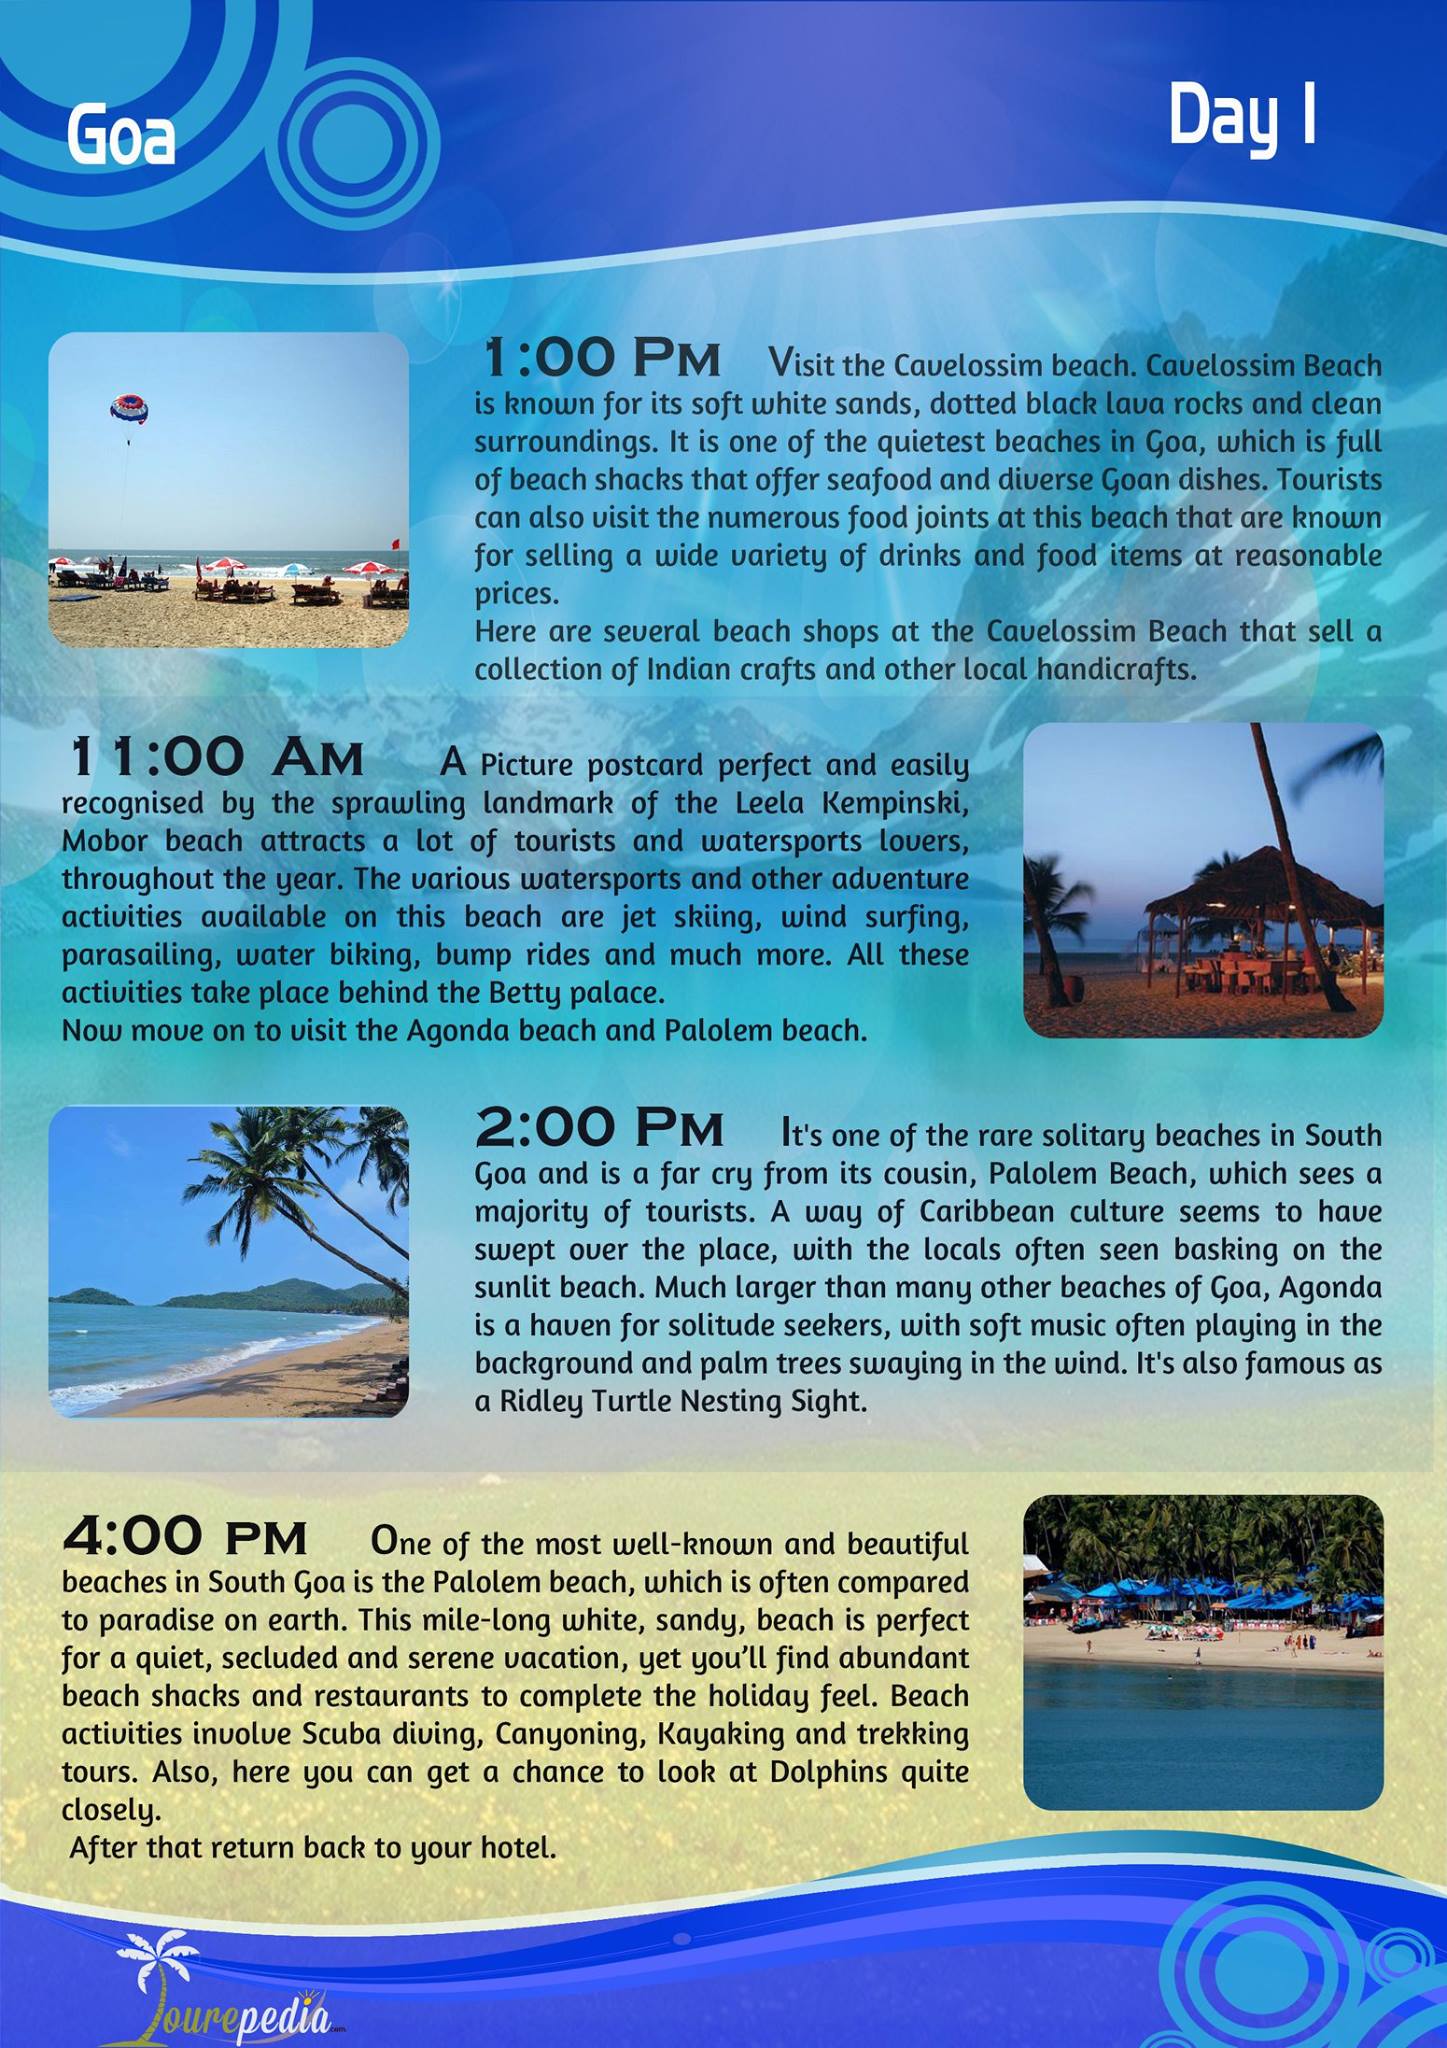 Goa
Day 1
1:00 PM Visit the Cavelossim beach. Cavelossim Beach
is known for its soft white sands, dotted black lava rocks and clean
surroundings. It is one of the quietest beaches in Goa, which is full
of beach shacks that offer seafood and diverse Goan dishes. Tourists
can also visit the numerous food joints at this beach that are known
for selling a wide variety of drinks and food items at reasonable
prices.
Here are several beach shops at the Cavelossim Beach that sell a
collection of Indian crafts and other local handicrafts.
11:00 AM A Picture postcard perfect and easily
recognised by the sprawling landmark of the Leela Kempinski,
Mobor beach attracts a lot of tourists and watersports lovers,
throughout the year. The various watersports and other adventure
activities available on this beach are jet skiing, wind surfing,
parasailing, water biking, bump rides and much more. All these
activities take place behind the Betty palace.
Now move on to visit the Agonda beach and Palolem beach.
2:00 PM It's one of the rare solitary beaches in South
Goa and is a far cry from its cousin, Palolem Beach, which sees a
majority of tourists. A way of Caribbean culture seems to have
swept over the place, with the locals often seen basking on the
sunlit beach. Much larger than many other beaches of Goa, Agonda
is a haven for solitude seekers, with soft music often playing in the
background and palm trees swaying in the wind. It's also famous as
a Ridley Turtle Nesting Sight.
4:00 PM One of the most well-known and beautiful
beaches in South Goa is the Palolem beach, which is often compared
to paradise on earth. This mile-long white, sandy, beach is perfect
for a quiet, secluded and serene vacation, yet you’ll find abundant
beach shacks and restaurants to complete the holiday feel. Beach
activities involve Scuba diving, Canyoning, Kayaking and trekking
tours. Also, here you can get a chance to look at Dolphins quite
closely.
After that return back to your hotel.
Tourepedia.com